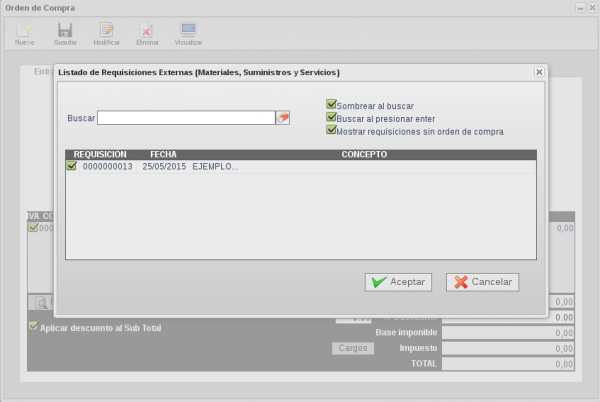 Orden de Compra
Nuevo Guardar Modificar Eliminar Visualizar
Entra
Listado de Requisiciones Externas (Materiales, Suministros y Servicios)
Buscar
Sombrear al buscar
Buscar al presionar enter
Mostrar requisiciones sin orden de compra
REQUISICIÓN FECHA CONCEPTO
0000000013 25/05/2015 EJEMPLO...
IVA CO
000 0,00
Aceptar Cancelar
0,00
0.00 % Descuento 0.00
Aplicar descuento al Sub Total
Base imponible 0,00
Cargos Impuesto 0,00
TOTAL 0,00